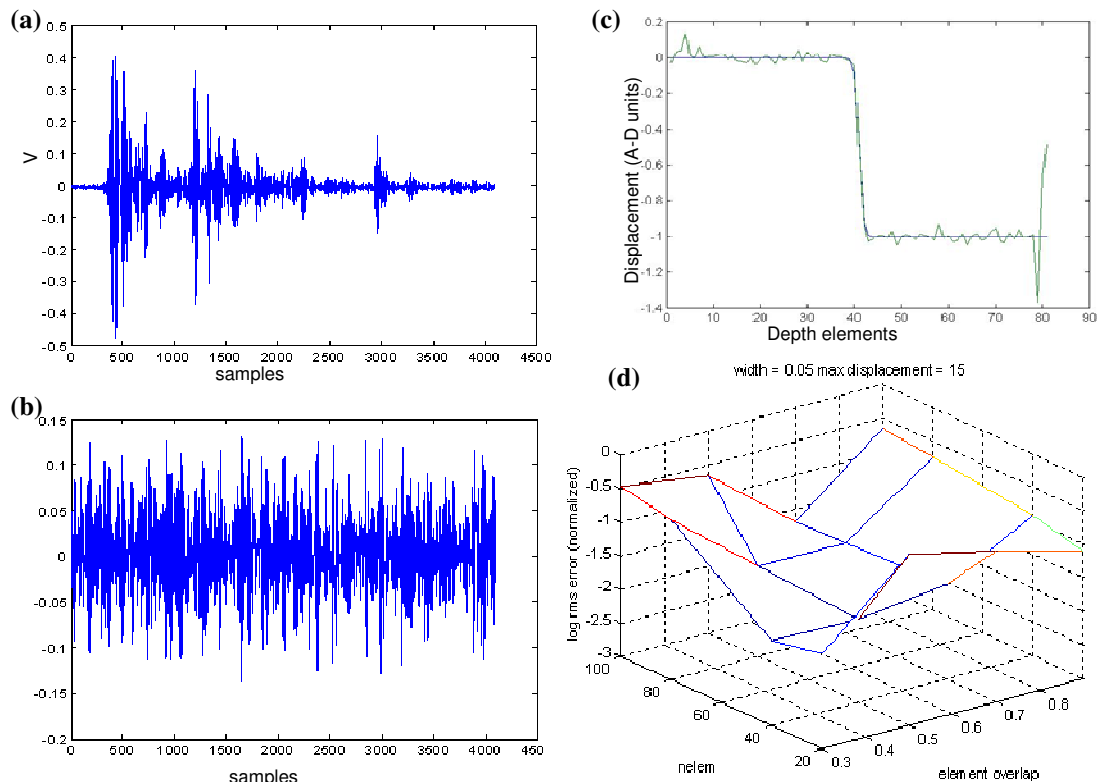 (a)
0.5
0.4
0.3
0.2
0.1
0
-0.1
-0.2
-0.3
-0.4
-0.5
V
0 500 1000 1500 2000 2500 3000 3500 4000 4500
samples
(b)
0.15
0.1
0.05
0
-0.05
-0.1
-0.15
-0.2
0 500 1000 1500 2000 2500 3000 3500 4000 4500
samples
(c)
0.2
0
-0.2
-0.4
-0.6
-0.8
-1
-1.2
-1.4
Displacement (A-D units)
0 10 20 30 40 50 60 70 80 90
Depth elements
(d)
width = 0.05 max displacement = 15
0
-0.5
-1
-1.5
-2
-2.5
-3
log rms error (normalized)
100 80 60 40 20
nelem
0.3 0.4 0.5 0.6 0.7 0.8
element overlap